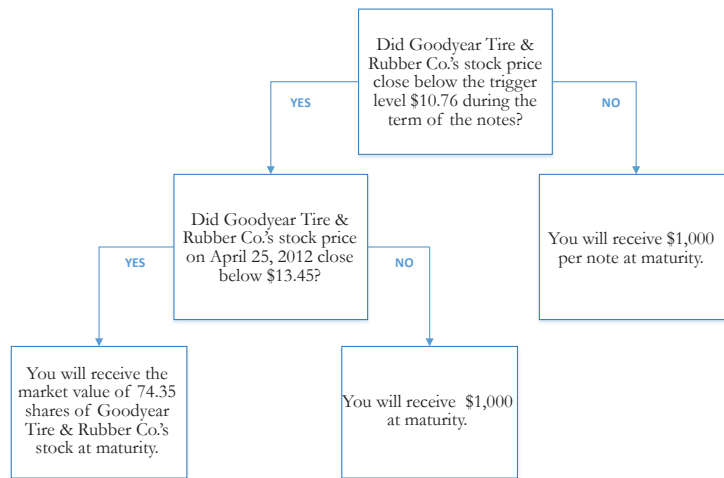 Did Goodyear Tire &
Rubber Co.'s stock price
close below the trigger
level $10.76 during the
term of the notes?
YES
NO
Did Goodyear Tire &
Rubber Co.'s stock price
on April 25, 2012 close
below $13.45?
You will receive $1,000
per note at maturity.
YES
NO
You will receive the
market value of 74.35
shares of Goodyear
Tire & Rubber Co.'s
stock at maturity.
You will receive $1,000
at maturity.